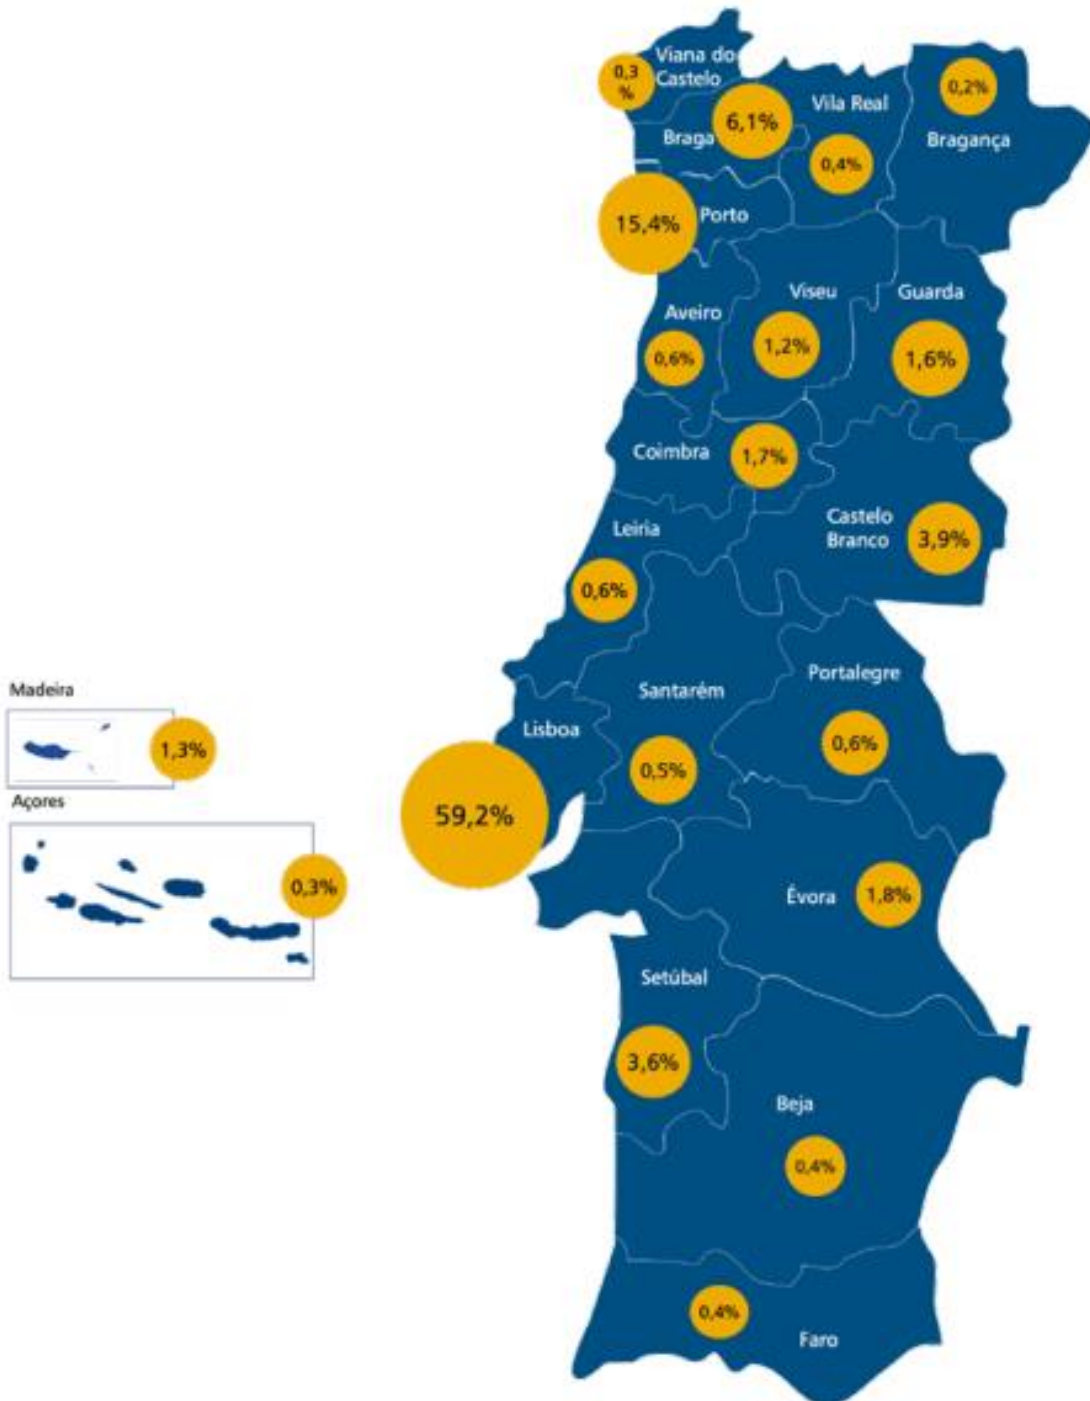 Viana do
Castelo
0,3
%
Braga
6,1%
Vila Real
0,4%
0,2%
Bragança
15,4%
Porto
Aveiro
0,6%
Viseu
1,2%
Guarda
1,6%
Coimbra
1,7%
Leiria
0,6%
Castelo
Branco
3,9%
Madeira
1,3%
Açores
0,3%
Lisboa
59,2%
Santarém
0,5%
Portalegre
0,6%
Évora
1,8%
Setúbal
3,6%
Beja
0,4%
0,4%
Faro